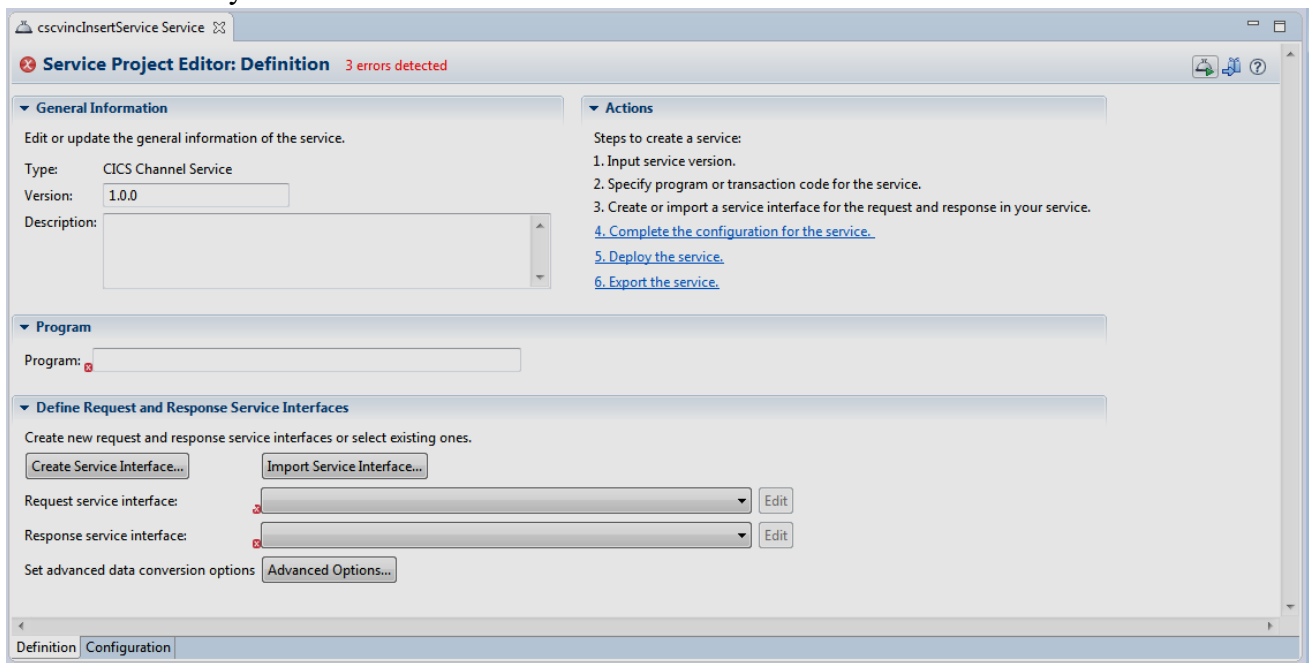 cscvincInsertService Service
Service Project Editor: Definition 3 errors detected
General Information
Edit or update the general information of the service.
Type: CICS Channel Service
Version: 1.0.0
Description:
Actions
Steps to create a service:
1. Input service version.
2. Specify program or transaction code for the service.
3. Create or import a service interface for the request and response in your service.
4. Complete the configuration for the service.
5. Deploy the service.
6. Export the service.
Program
Program:
Define Request and Response Service Interfaces
Create new request and response service interfaces or select existing ones.
Create Service Interface... Import Service Interface...
Request service interface: Edit
Response service interface: Edit
Set advanced data conversion options Advanced Options...
Definition Configuration